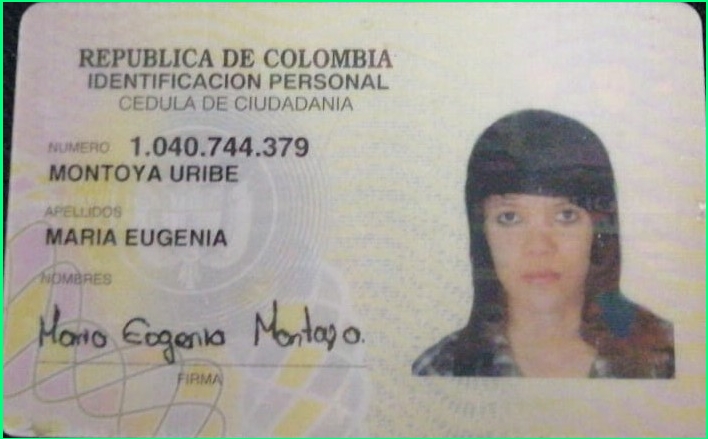 REPUBLICA DE COLOMBIA
IDENTIFICACION PERSONAL
CEDULA DE CIUDADANIA
NUMERO 1.040.744.379
MONTOYA URIBE
APELLIDOS
MARIA EUGENIA
NOMBRES
Maria Eugenia Montoya.
FIRMA